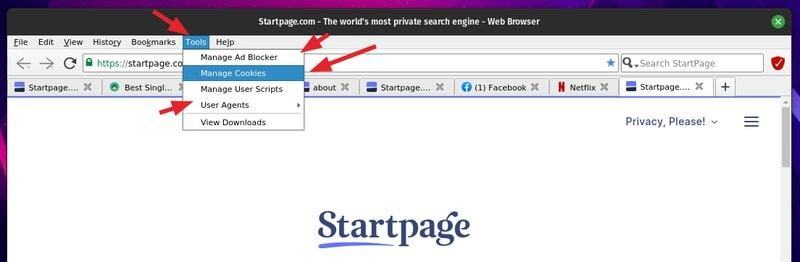 Startpage.com - The world's most private search engine - Web Browser
File Edit View History Bookmarks Tools Help
Manage Ad Blocker
https://startpage.co
Search StartPage
Manage Cookies
Startpage....
Best Singl...
Manage User Scripts
about
Startpage....
(1) Facebook
Netflix
Startpage....
User Agents
View Downloads
Privacy, Please!
Startpage